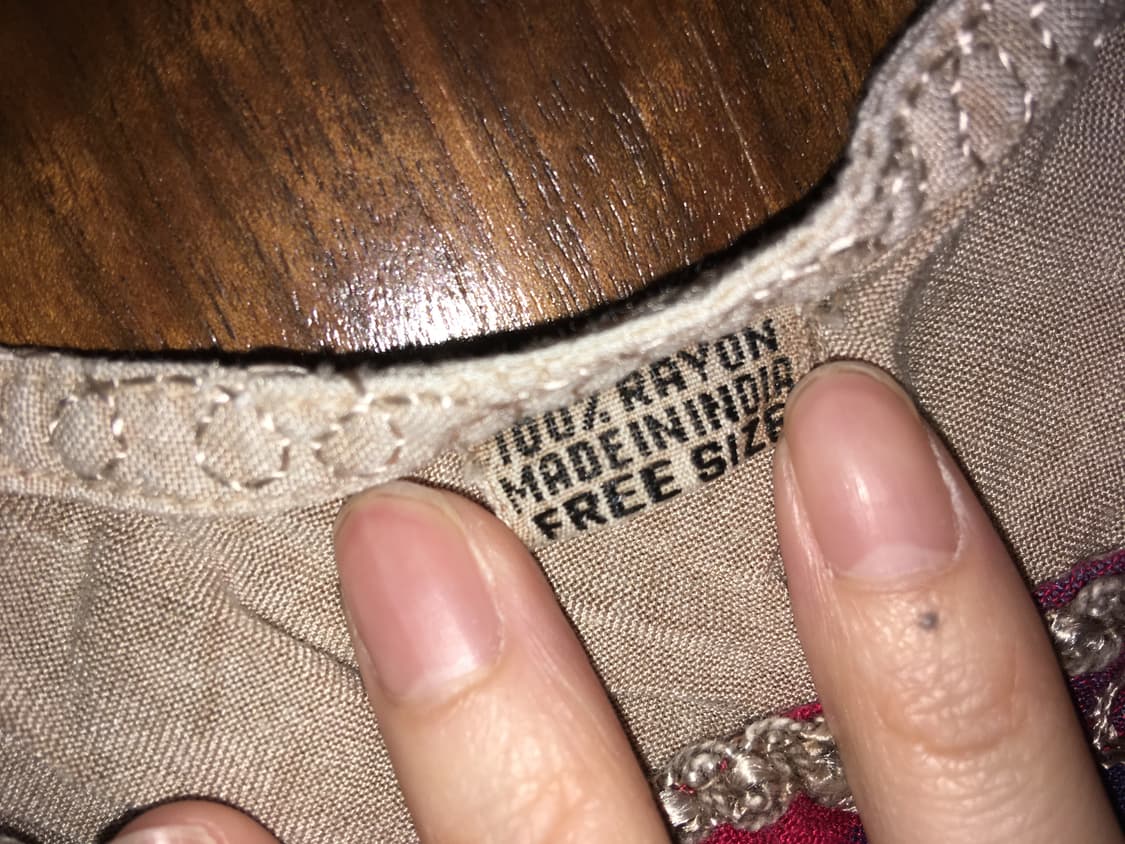 100% RAYON
MADE IN INDIA
FREE SIZE